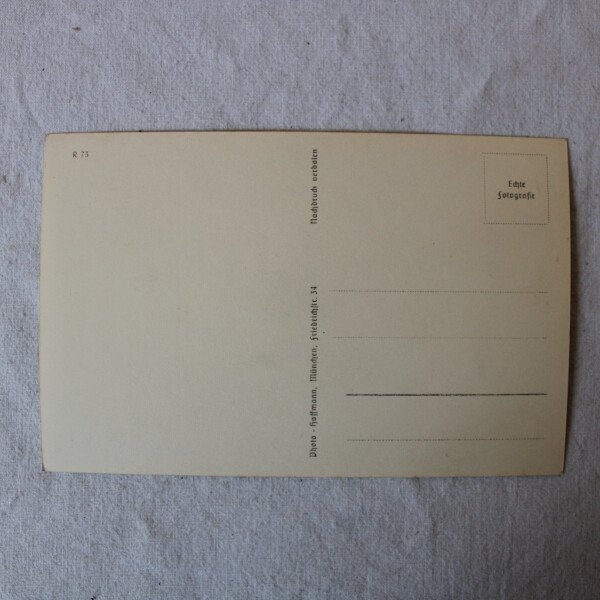 R 75
Echte
Fotografie
Photo - Hoffmann, München, Friedrichstr. 34
Nachdruck verboten